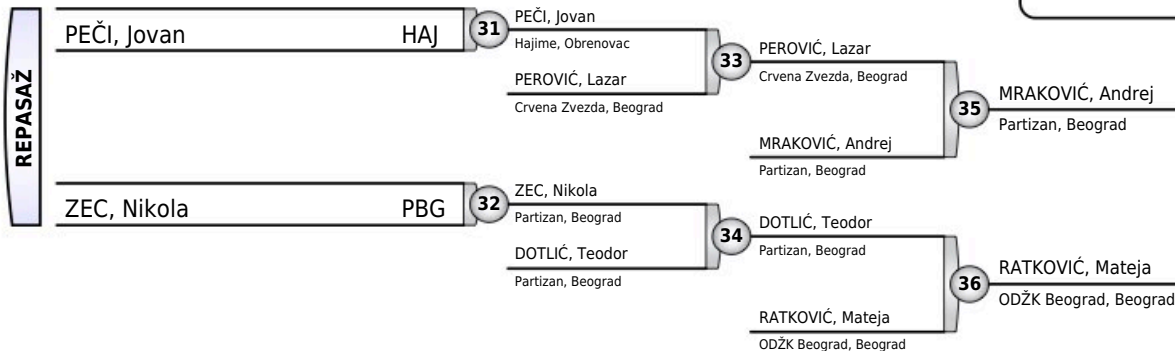 REPASAŽ
PEČI, Jovan HAJ
31
PEČI, Jovan
Hajime, Obrenovac
PEROVIĆ, Lazar
Crvena Zvezda, Beograd
33
PEROVIĆ, Lazar
Crvena Zvezda, Beograd
MRAKOVIĆ, Andrej
Partizan, Beograd
35
MRAKOVIĆ, Andrej
Partizan, Beograd
ZEC, Nikola PBG
32
ZEC, Nikola
Partizan, Beograd
DOTLIĆ, Teodor
Partizan, Beograd
34
DOTLIĆ, Teodor
Partizan, Beograd
RATKOVIĆ, Mateja
ODŽK Beograd, Beograd
36
RATKOVIĆ, Mateja
ODŽK Beograd, Beograd